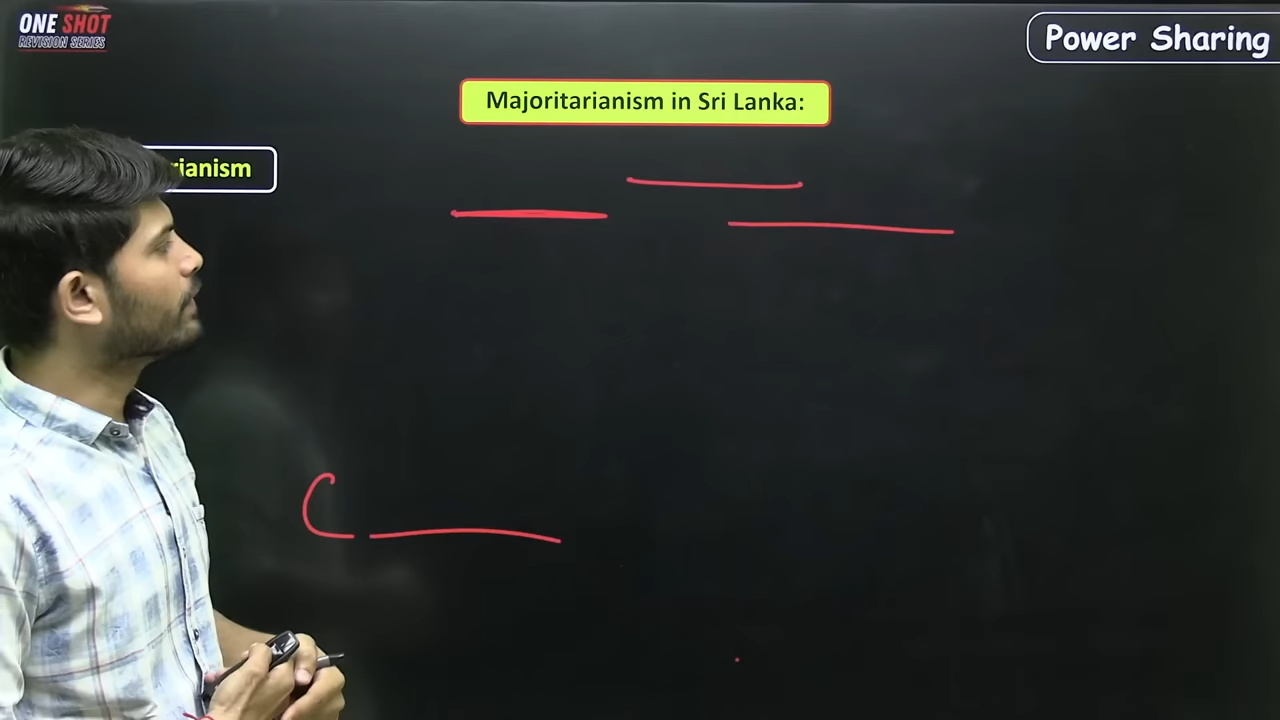 ONE SHOT
REVISION SERIES
Power Sharing
Majoritarianism in Sri Lanka:
rianism